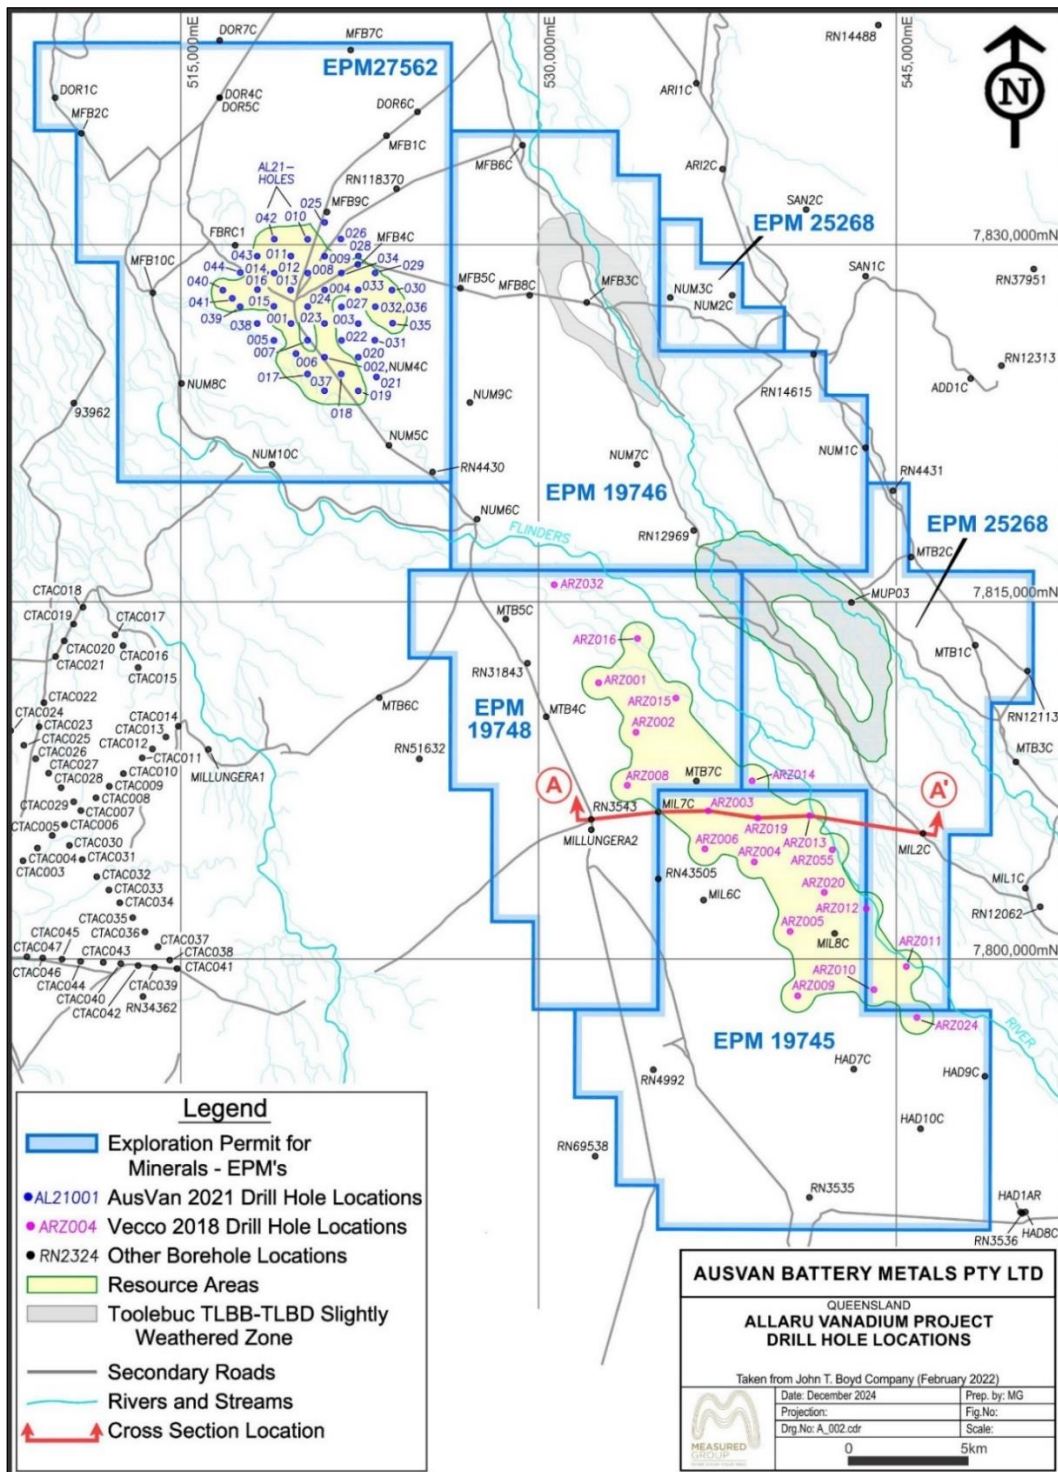 515,000mE
530,000mE
545,000mE
DOR7C
MFB7C
RN14488
EPM27562
N
DOR1C
DOR4C
DOR5C
DOR6C
ARI1C
MFB2C
MFB1C
MFB6C
ARI2C
AL21-
HOLES
RN118370
042
010
025
MFB9C
SAN2C
EPM 25268
FBRC1
026
028
7,830,000mN
043
011
009
MFB4C
034
044
014
012
008
029
SAN1C
MFB10C
040
016
013
004
033
030
MFB5C
MFB8C
MFB3C
NUM3C
NUM2C
RN37951
041
015
024
027
032,036
039
038
001
023
003
035
005
022
031
007
006
020
002,NUM4C
017
037
021
018
019
RN12313
ADD1C
RN14615
NUM8C
93962
NUM9C
NUM5C
NUM10C
RN4430
NUM7C
NUM1C
RN4431
EPM 19746
NUM6C
FLINDERS
RN12969
EPM 25268
MTB2C
ARZ032
MUP03
7,815,000mN
CTAC018
CTAC019
CTAC017
CTAC020
CTAC021
CTAC016
CTAC015
MTB5C
ARZ016
MTB1C
RN31843
ARZ001
ARZ015
RN12113
CTAC022
CTAC024
CTAC023
CTAC025
CTAC026
CTAC027
CTAC028
CTAC014
CTAC013
CTAC012
CTAC011
MILLUNGERA1
MTB6C
RN51632
EPM
19748
MTB4C
ARZ002
MTB3C
CTAC010
CTAC009
CTAC008
CTAC029
CTAC007
CTAC006
CTAC005
ARZ008
MTB7C
ARZ014
A
A'
RN3543
MIL7C
ARZ003
MILLUNGERA2
ARZ019
ARZ013
MIL2C
CTAC030
CTAC004
CTAC031
CTAC003
ARZ006
ARZ004
ARZ055
CTAC032
CTAC033
CTAC034
RN43505
MIL6C
ARZ020
MIL1C
RN12062
CTAC035
CTAC036
CTAC037
CTAC038
CTAC045
CTAC047
CTAC043
CTAC041
CTAC046
CTAC044
CTAC040
CTAC042
CTAC039
RN34362
ARZ012
ARZ005
MIL8C
7,800,000mN
ARZ011
ARZ010
ARZ009
ARZ024
RIVER
EPM 19745
RN4992
HAD7C
HAD9C
HAD10C
RN69538
RN3535
HAD1AR
RN3536
HAD8C
Legend
Exploration Permit for
Minerals - EPM's
AL21001 AusVan 2021 Drill Hole Locations
ARZ004 Vecco 2018 Drill Hole Locations
RN2324 Other Borehole Locations
Resource Areas
Toolebuc TLBB-TLBD Slightly
Weathered Zone
Secondary Roads
Rivers and Streams
Cross Section Location
AUSVAN BATTERY METALS PTY LTD
QUEENSLAND
ALLARU VANADIUM PROJECT
DRILL HOLE LOCATIONS
Taken from John T. Boyd Company (February 2022)
Date: December 2024
Prep. by: MG
Projection:
Fig.No:
Drg.No: A_002.cdr
Scale:
0 5km
MEASURED
GROUP